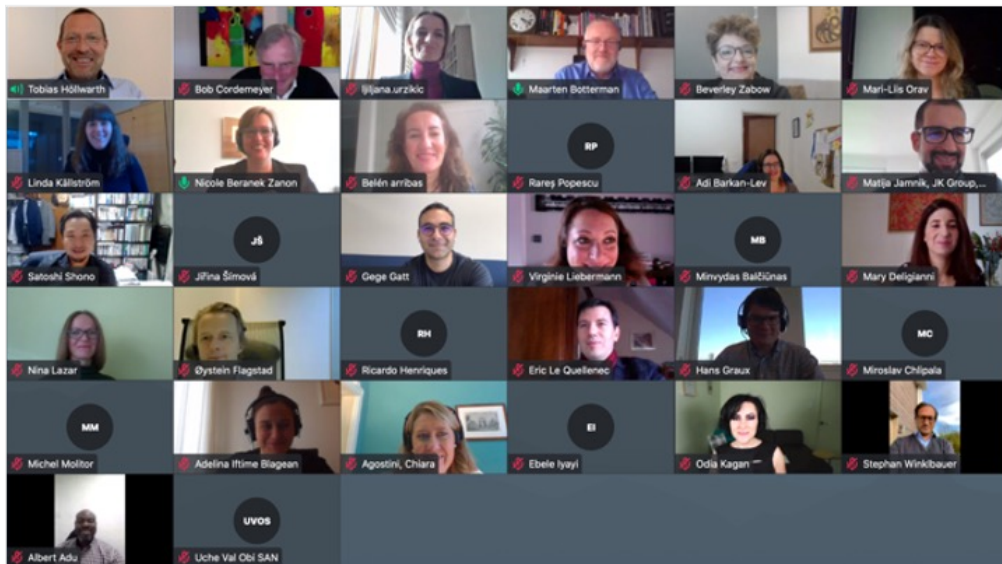 Tobias Höllwarth
Bob Cordemeyer
ljiljana.urzikic
Maarten Botterman
Beverley Zabow
Mari-Liis Orav
Linda Källström
Nicole Beranek Zanon
Belén arribas
RP
Rareş Popescu
Adi Barkan-Lev
Matija Jamnik, JK Group,...
Satoshi Shono
JŠ
Jiřina Šímová
Gege Gatt
Virginie Liebermann
MB
Minvydas Balčiūnas
Mary Deligianni
Nina Lazar
Øystein Flagstad
RH
Ricardo Henriques
Eric Le Quellenec
Hans Graux
MC
Miroslav Chlipala
MM
Michel Molitor
Adelina Iftime Blagean
Agostini, Chiara
EI
Ebele Iyayi
Odia Kagan
Stephan Winklbauer
Albert Adu
UVOS
Uche Val Obi SAN